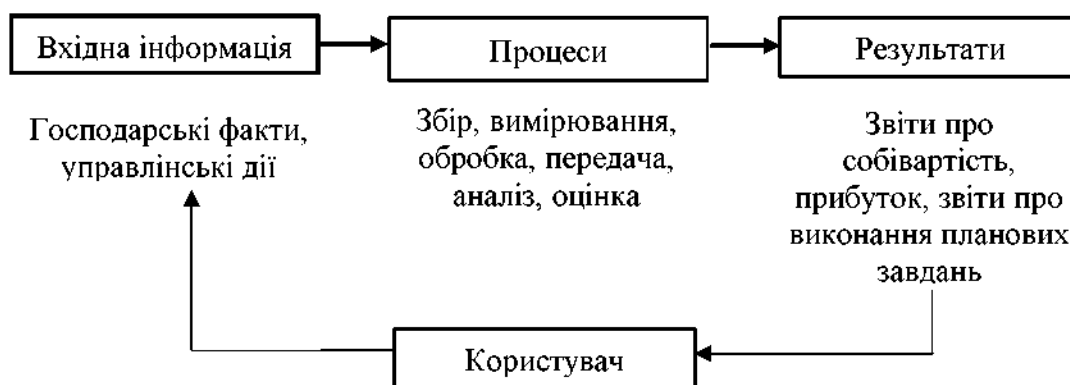 Вхідна інформація
Процеси
Результати
Господарські факти,
управлінські дії
Збір, вимірювання,
обробка, передача,
аналіз, оцінка
Звіти про
собівартість,
прибуток, звіти про
виконання планових
завдань
Користувач